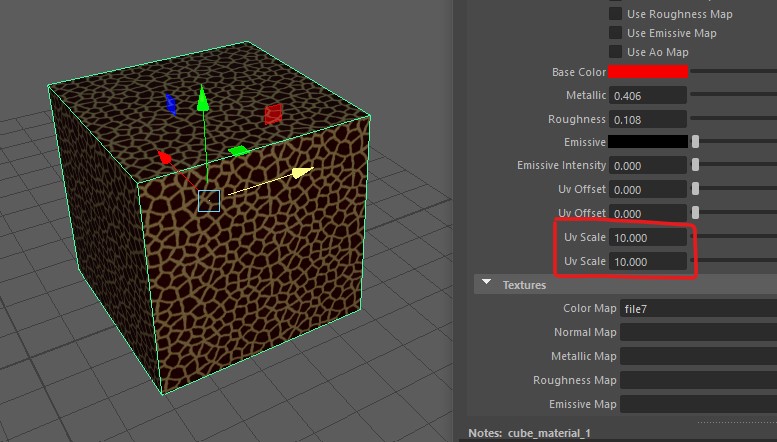 Use Roughness Map
Use Emissive Map
Use Ao Map
Base Color
Metallic 0.406
Roughness 0.108
Emissive
Emissive Intensity 0.000
Uv Offset 0.000
Uv Offset 0.000
Uv Scale 10.000
Uv Scale 10.000
Textures
Color Map file7
Normal Map
Metallic Map
Roughness Map
Emissive Map
Notes: cube_material_1